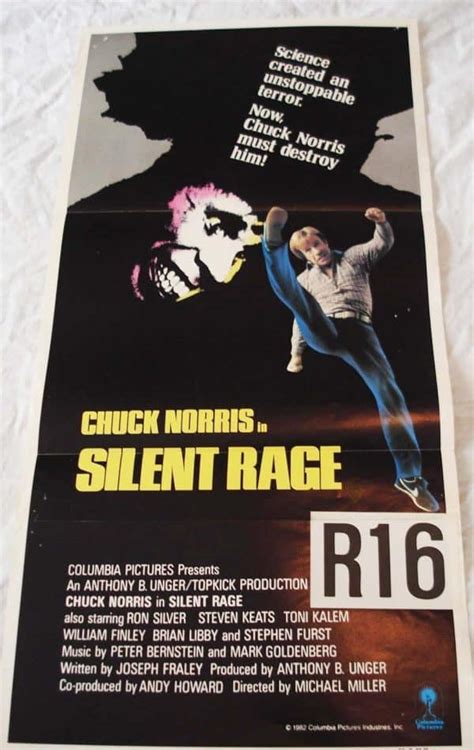 Science
created an
unstoppable
terror.
Now,
Chuck Norris
must destroy
him!
CHUCK NORRIS in
SILENT RAGE
R16
COLUMBIA PICTURES Presents
An ANTHONY B. UNGER/TOPKICK PRODUCTION
CHUCK NORRIS in SILENT RAGE
also starring RON SILVER STEVEN KEATS TONI KALEM
WILLIAM FINLEY BRIAN LIBBY and STEPHEN FURST
Music by PETER BERNSTEIN and MARK GOLDENBERG
Written by JOSEPH FRALEY Produced by ANTHONY B. UNGER
Co-produced by ANDY HOWARD Directed by MICHAEL MILLER
© 1982 Columbia Pictures Industries, Inc.
Columbia
Pictures